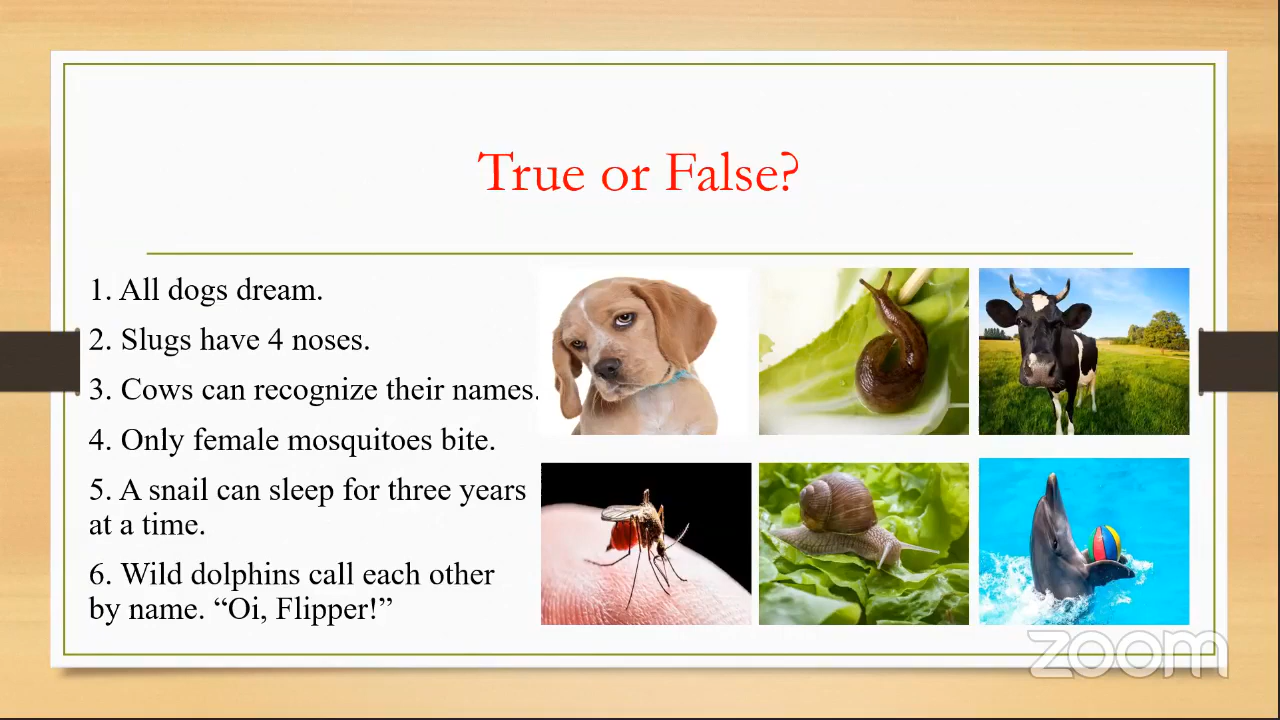 True or False?
1. All dogs dream.
2. Slugs have 4 noses.
3. Cows can recognize their names.
4. Only female mosquitoes bite.
5. A snail can sleep for three years
at a time.
6. Wild dolphins call each other
by name. “Oi, Flipper!”
zoom